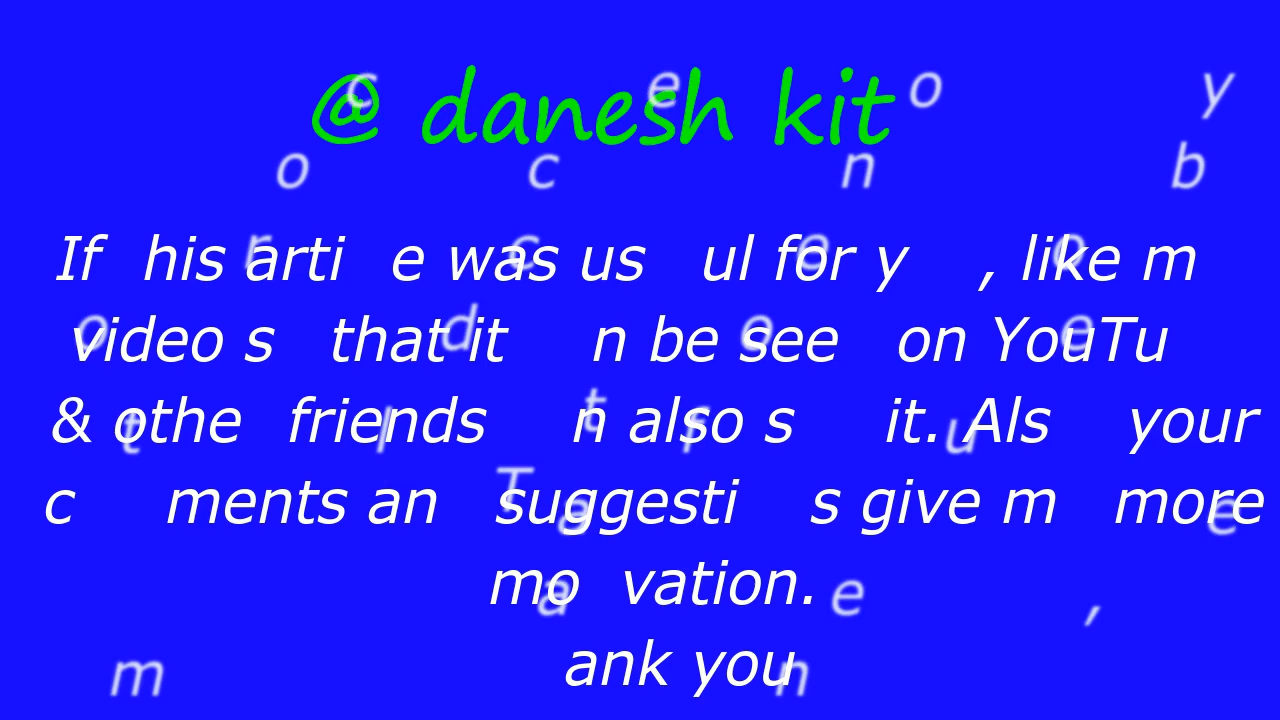 @ danesh kit
If his arti e was us ul for y , like m
video s that it n be see on YouTu
& othe friends n also s it. Als your
c ments an suggesti s give m more
mo vation.
ank you